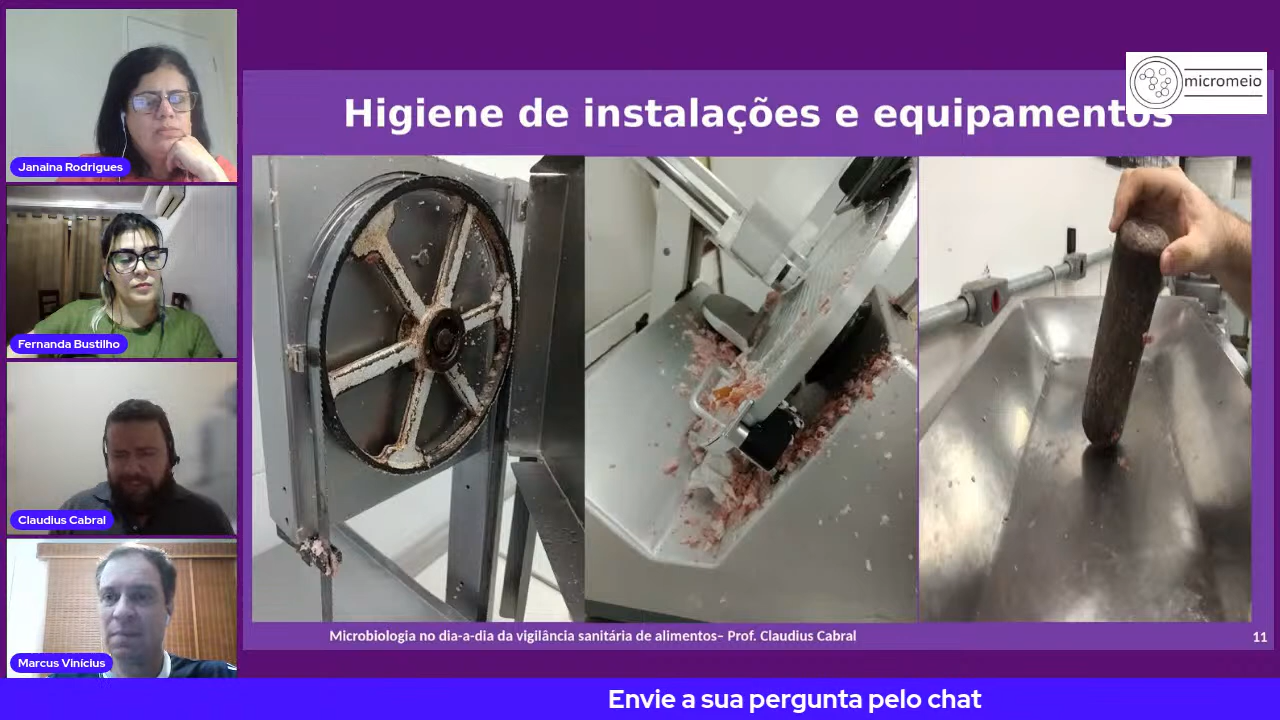 Janaina Rodrigues
Fernanda Bustilho
Claudius Cabral
Marcus Vinícius
micromeio
Higiene de instalações e equipamentos
Microbiologia no dia-a-dia da vigilância sanitária de alimentos– Prof. Claudius Cabral
11
Envie a sua pergunta pelo chat